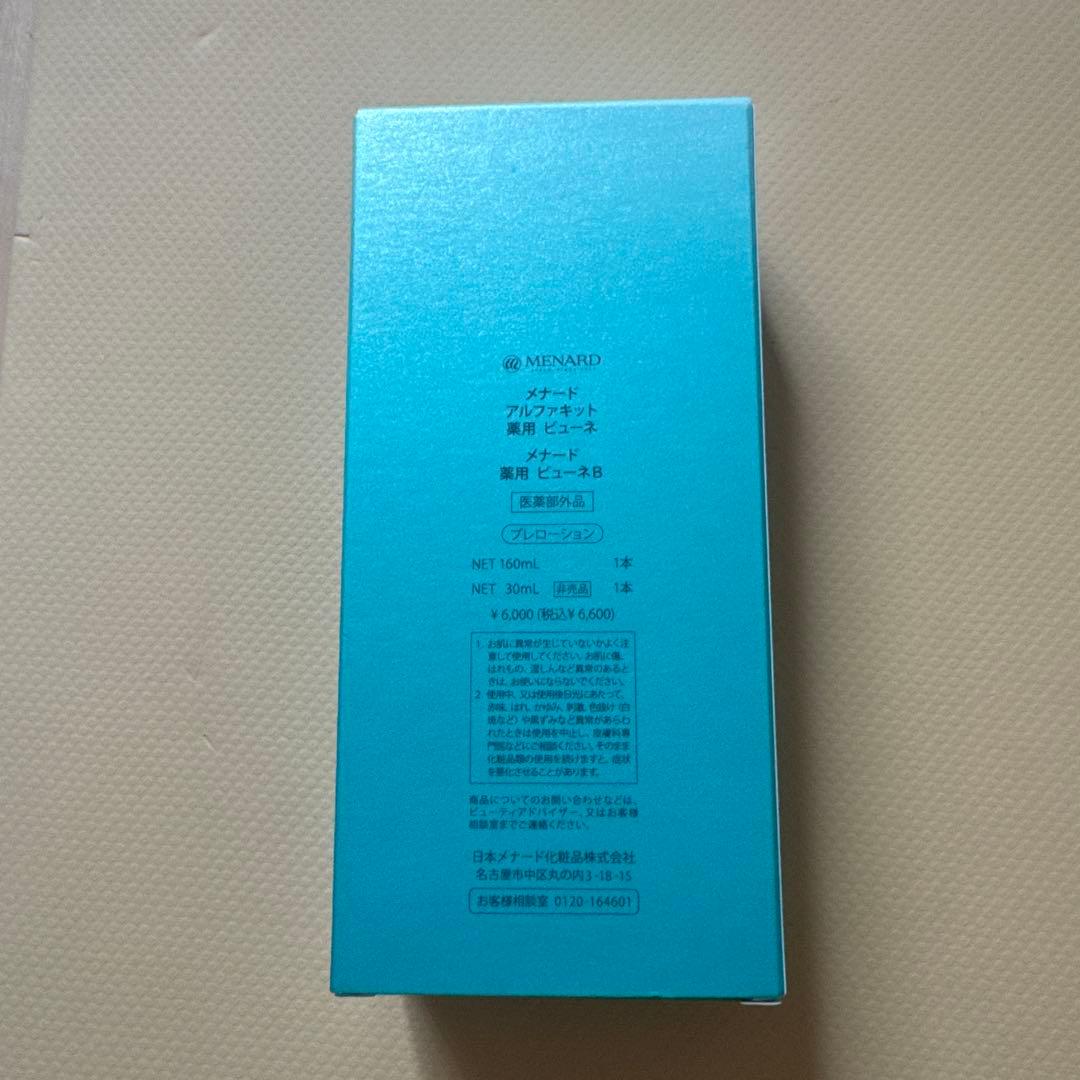 MENARD
メナード
アルファキット
薬用 ビューネ
メナード
薬用 ビューネB
医薬部外品
プレローション
NET 160mL 1本
NET 30mL 非売品 1本
¥6,000(税込¥6,600)
1 お肌に異常が生じていないかよく注
意して使用してください。お肌に傷、
はれもの、湿しんなど異常のあると
きは、お使いにならないでください。
2 使用中、又は使用後日光にあたって、
赤味、はれ、かゆみ、刺激、色抜け(白
斑など)や黒ずみなど異常があらわ
れたときは使用を中止し、皮膚科専
門医などにご相談ください。そのまま
化粧品類の使用を続けますと、症状
を悪化させることがあります。
商品についてのお問い合わせなどは、
ビューティアドバイザー、又はお客様
相談室までご連絡ください。
日本メナード化粧品株式会社
名古屋市中区丸の内3-18-15
お客様相談室 0120-164601